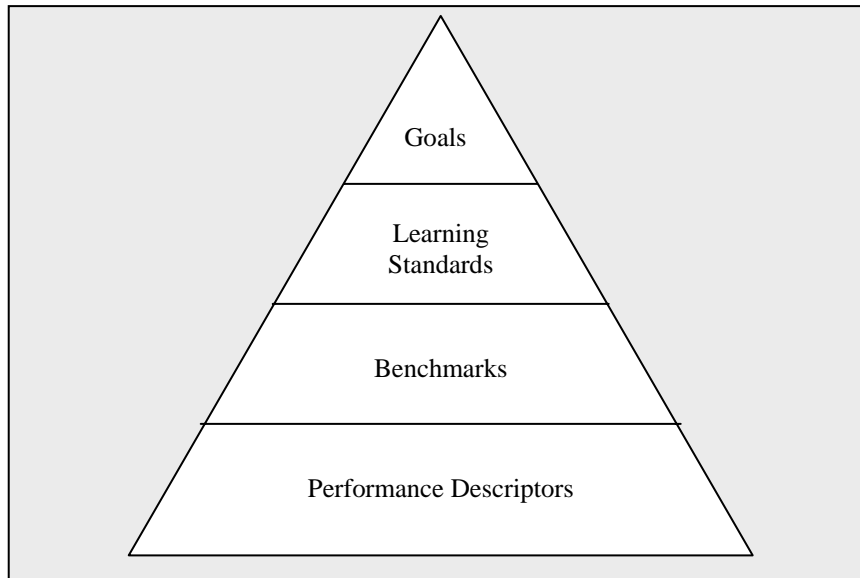 Goals
Learning
Standards
Benchmarks
Performance Descriptors